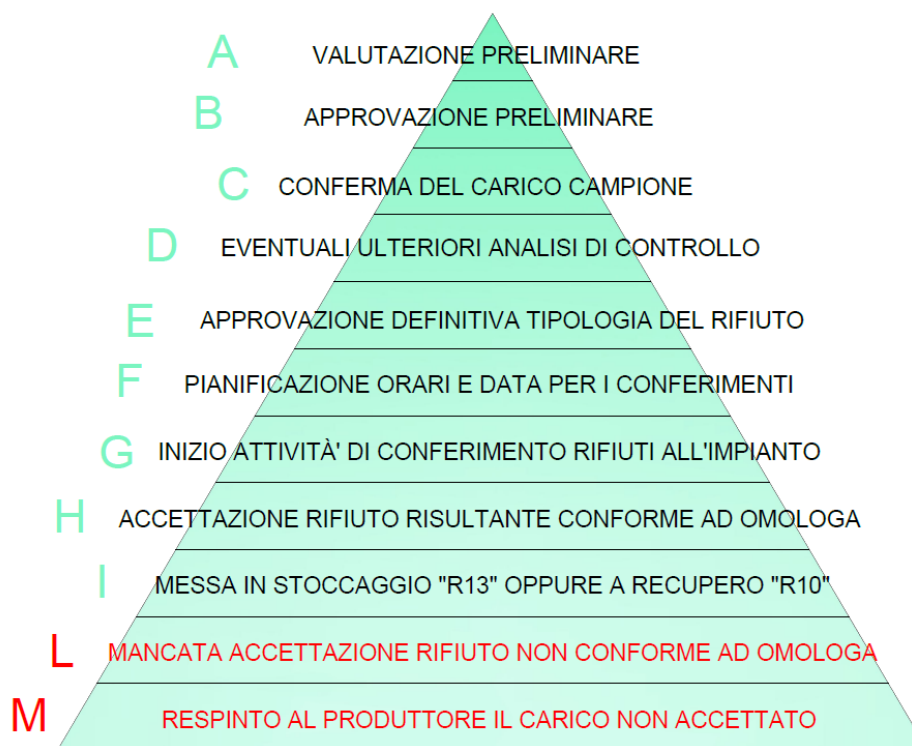 A VALUTAZIONE PRELIMINARE
B APPROVAZIONE PRELIMINARE
C CONFERMA DEL CARICO CAMPIONE
D EVENTUALI ULTERIORI ANALISI DI CONTROLLO
E APPROVAZIONE DEFINITIVA TIPOLOGIA DEL RIFIUTO
F PIANIFICAZIONE ORARI E DATA PER I CONFERIMENTI
G INIZIO ATTIVITÀ' DI CONFERIMENTO RIFIUTI ALL'IMPIANTO
H ACCETTAZIONE RIFIUTO RISULTANTE CONFORME AD OMOLOGA
I MESSA IN STOCCAGGIO "R13" OPPURE A RECUPERO "R10"
L MANCATA ACCETTAZIONE RIFIUTO NON CONFORME AD OMOLOGA
M RESPINTO AL PRODUTTORE IL CARICO NON ACCETTATO